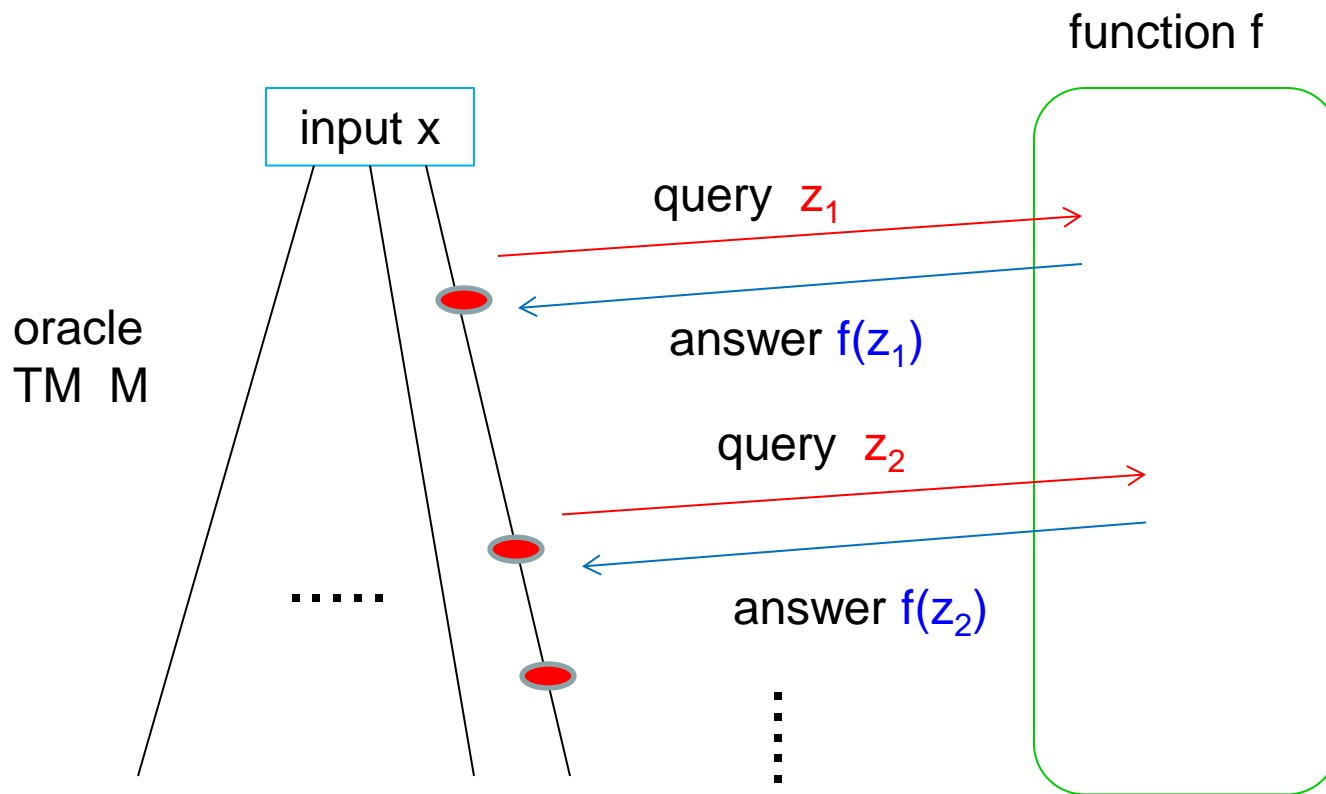 function f
input x
query z₁
oracle
TM M
answer f(z₁)
query z₂
answer f(z₂)